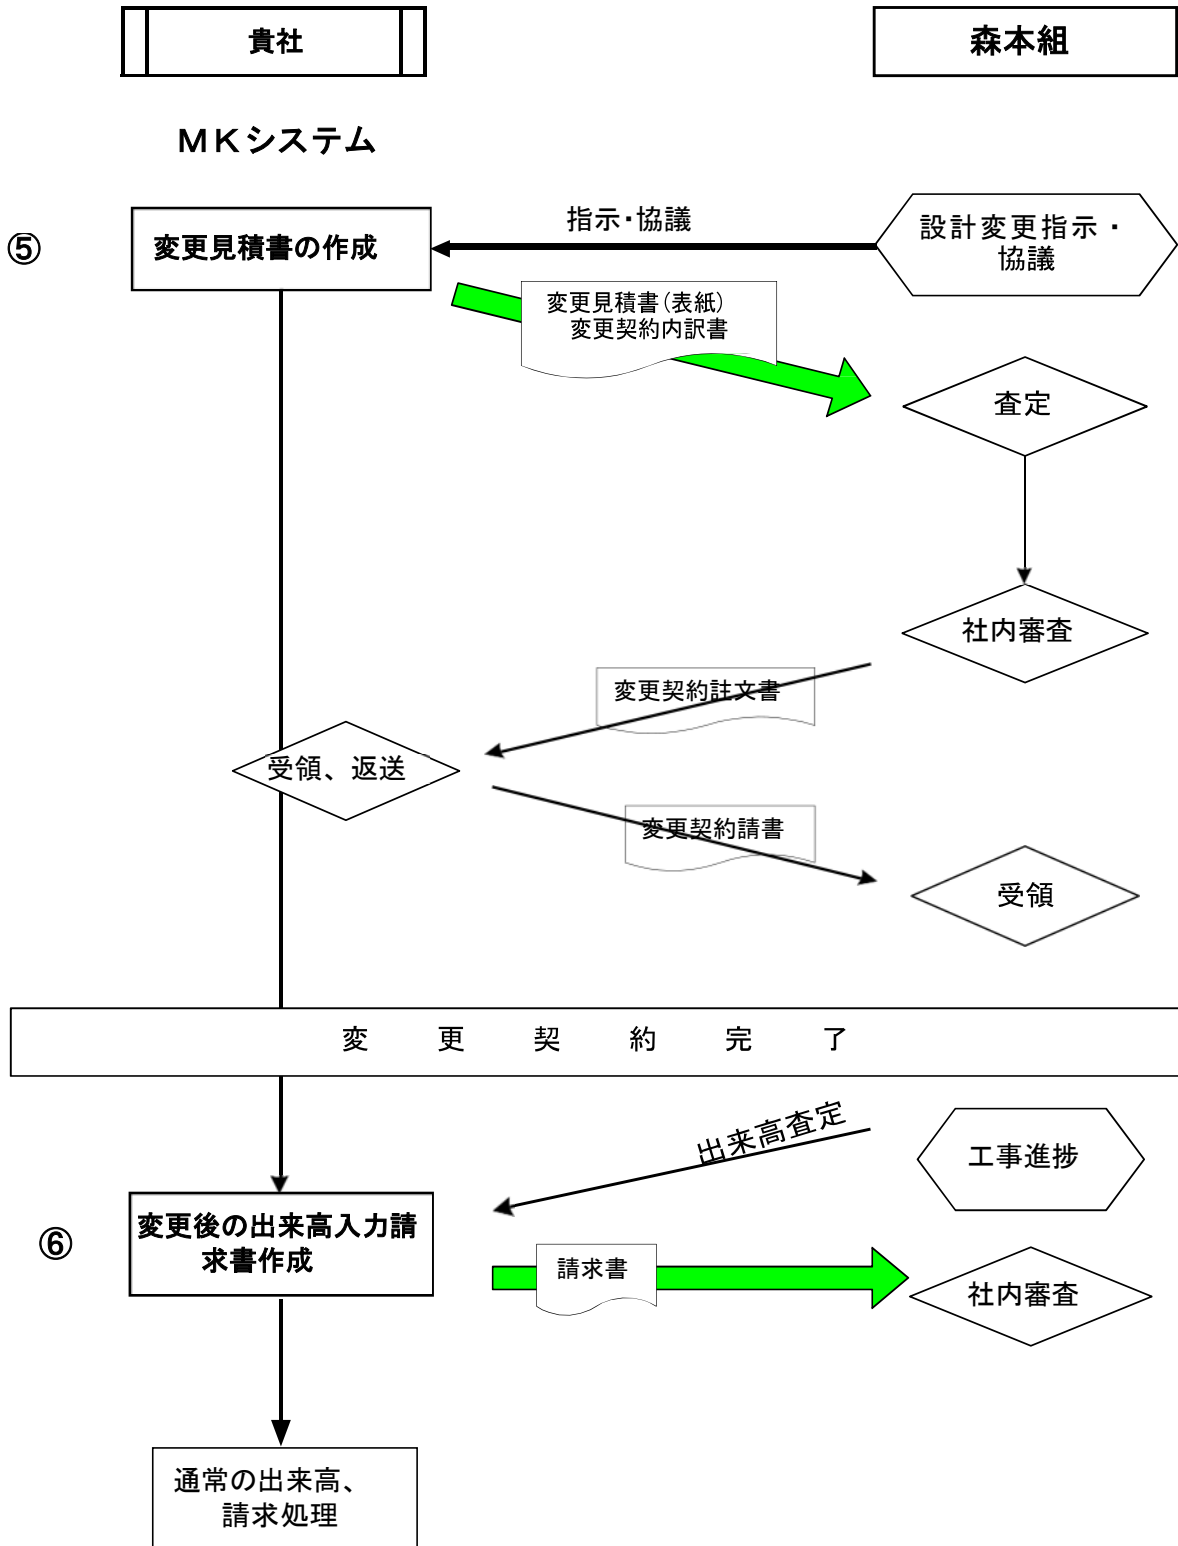 貴社
森本組
ＭＫシステム
⑤
変更見積書の作成
指示・協議
設計変更指示・
協議
変更見積書（表紙）
変更契約内訳書
査定
社内審査
変更契約註文書
受領、返送
変更契約請書
受領
変　更　契　約　完　了
出来高査定
工事進捗
⑥
変更後の出来高入力請
求書作成
請求書
社内審査
通常の出来高、
請求処理